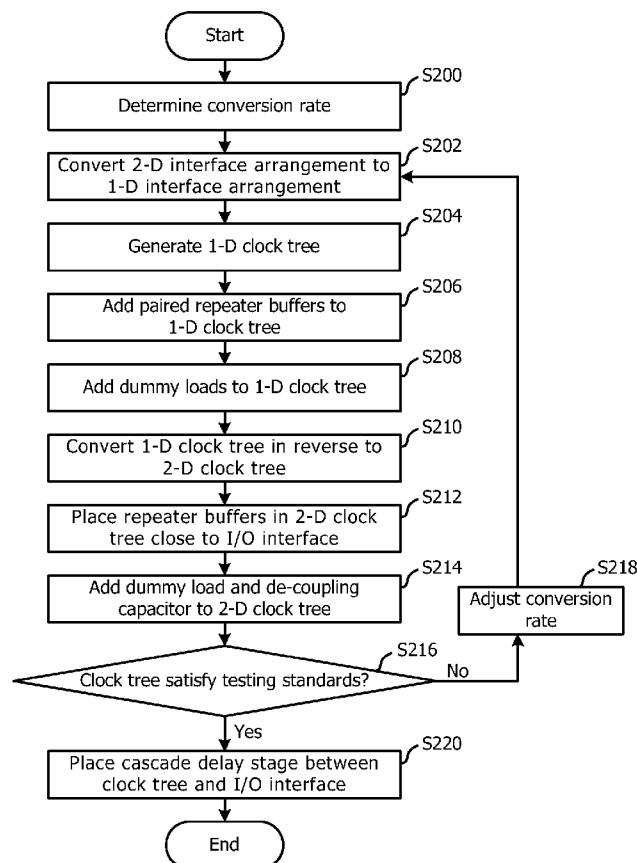 Start
S200
Determine conversion rate
S202
Convert 2-D interface arrangement to
1-D interface arrangement
S204
Generate 1-D clock tree
S206
Add paired repeater buffers to
1-D clock tree
S208
Add dummy loads to 1-D clock tree
S210
Convert 1-D clock tree in reverse to
2-D clock tree
S212
Place repeater buffers in 2-D clock
tree close to I/O interface
S214
Add dummy load and de-coupling
capacitor to 2-D clock tree
S218
Adjust conversion
rate
S216
Clock tree satisfy testing standards?
No
Yes
S220
Place cascade delay stage between
clock tree and I/O interface
End